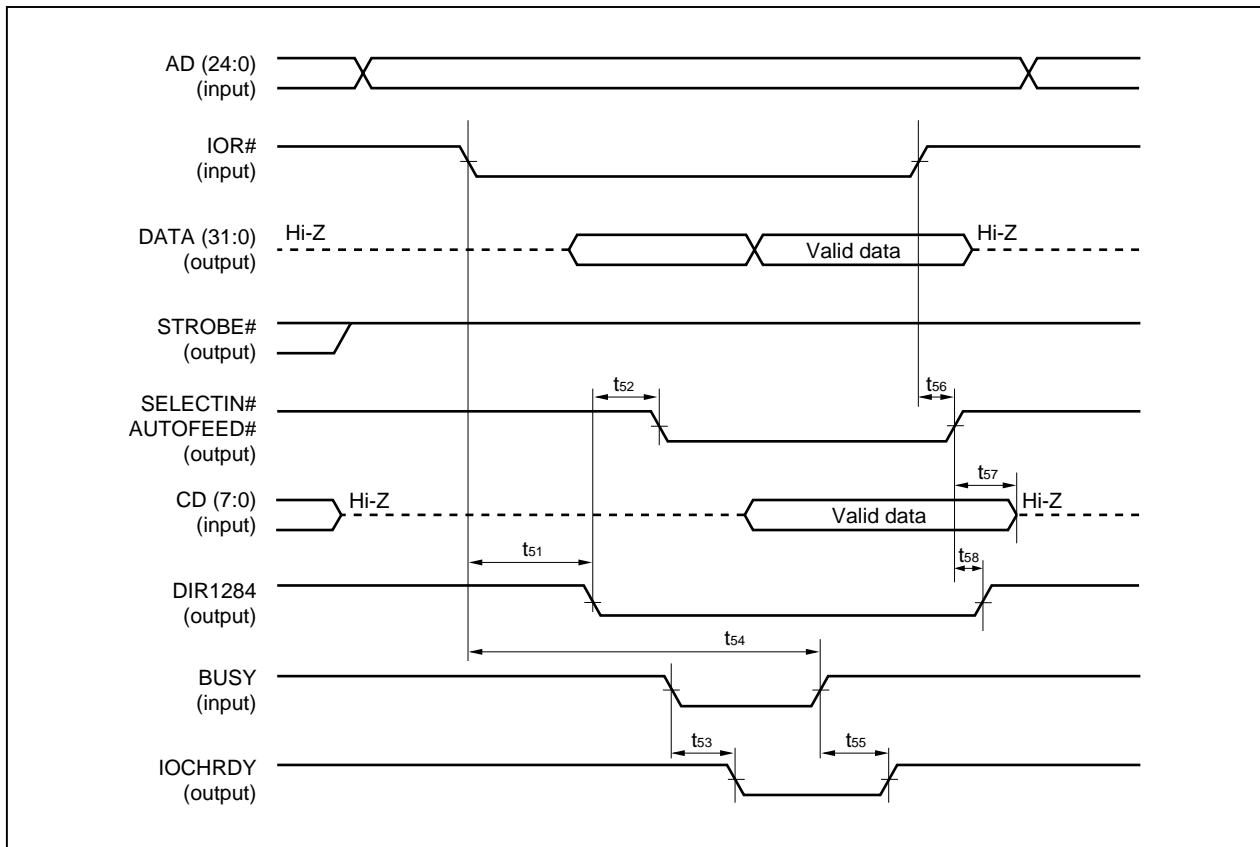 AD (24:0)
(input)
IOR#
(input)
DATA (31:0)
(output)
Hi-Z
Valid data
Hi-Z
STROBE#
(output)
t52
t56
SELECTIN#
AUTOFEED#
(output)
t57
CD (7:0)
(input)
Hi-Z
Valid data
Hi-Z
t51
t58
DIR1284
(output)
t54
BUSY
(input)
t53
t55
IOCHRDY
(output)